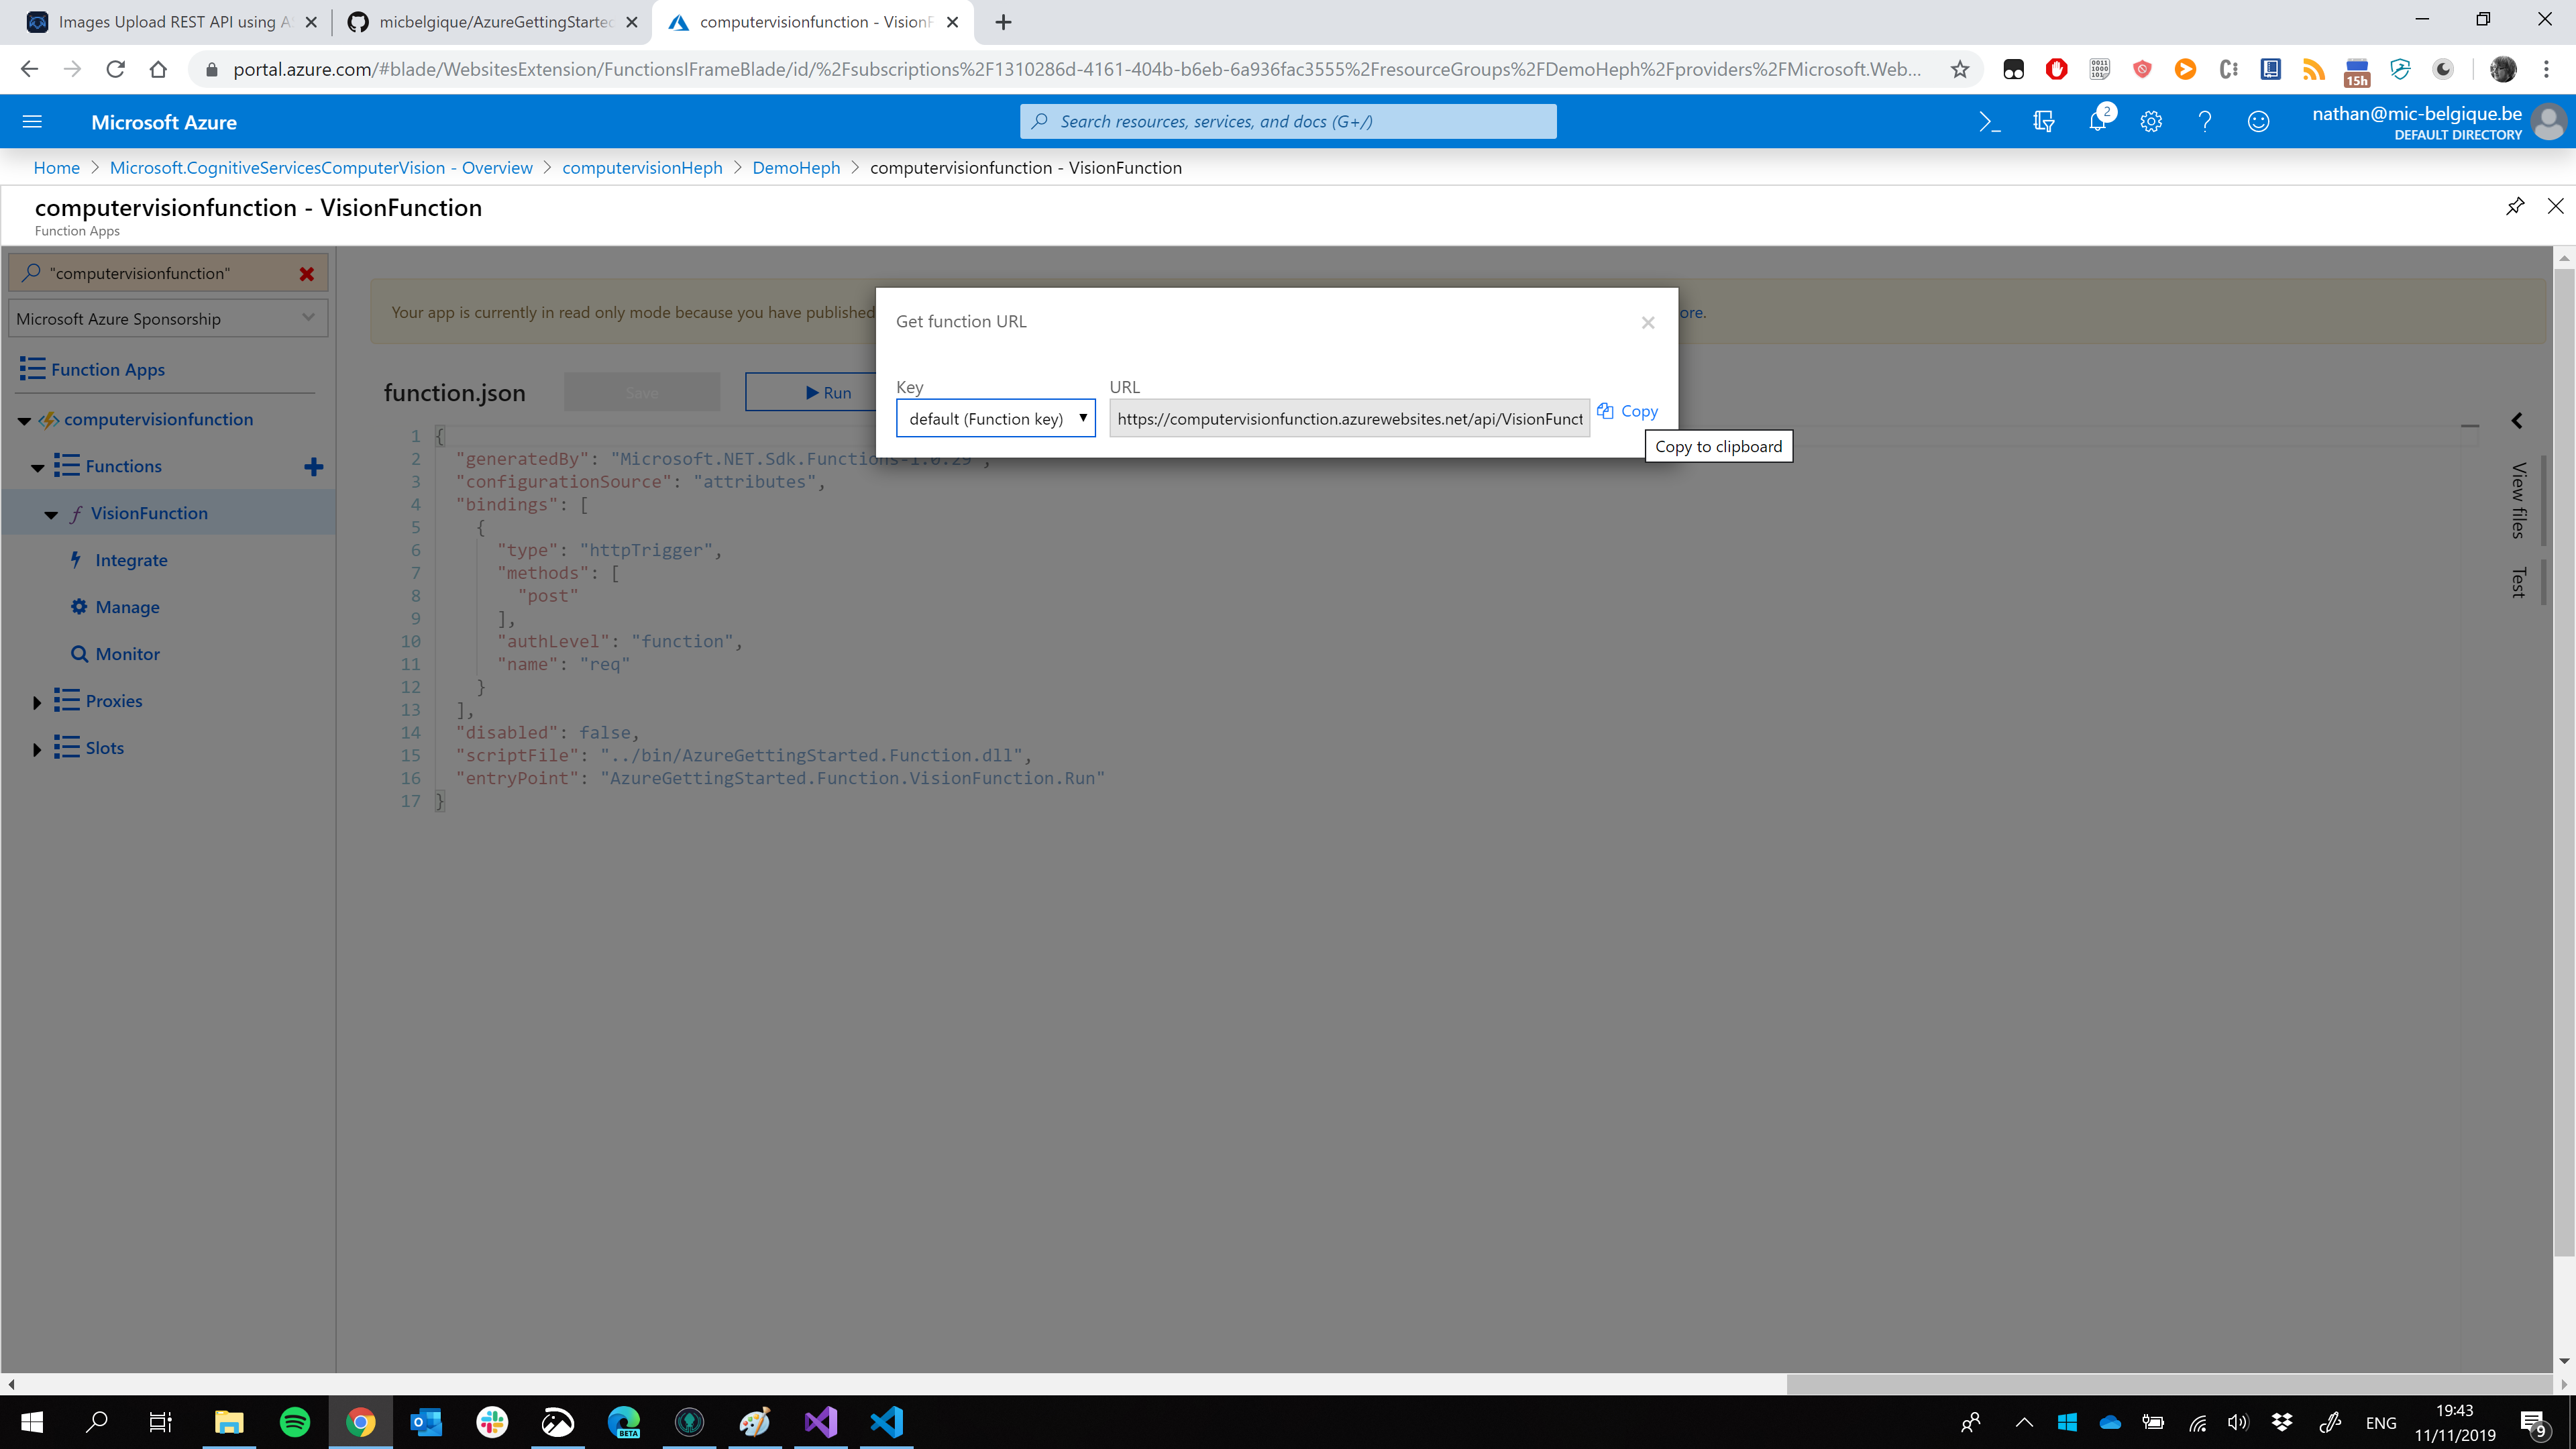 Images Upload REST API using A
micbelgique/AzureGettingStarted
computervisionfunction - VisionF
portal.azure.com/#blade/WebsitesExtension/FunctionsIFrameBlade/id/%2Fsubscriptions%2F1310286d-4161-404b-b6eb-6a936fac3555%2FresourceGroups%2FDemoHeph%2Fproviders%2FMicrosoft.Web...
15h
Microsoft Azure
Search resources, services, and docs (G+/)
2
nathan@mic-belgique.be
DEFAULT DIRECTORY
Home > Microsoft.CognitiveServicesComputerVision - Overview > computervisionHeph > DemoHeph > computervisionfunction - VisionFunction
computervisionfunction - VisionFunction
Function Apps
"computervisionfunction"
Microsoft Azure Sponsorship
Function Apps
computervisionfunction
Functions
VisionFunction
Integrate
Manage
Monitor
Proxies
Slots
Your app is currently in read only mode because you have published
ore.
function.json
Save
Run
Get function URL
Key
URL
default (Function key)
https://computervisionfunction.azurewebsites.net/api/VisionFunct
Copy
Copy to clipboard
1 {
2 "generatedBy": "Microsoft.NET.Sdk.Functions-1.0.29",
3 "configurationSource": "attributes",
4 "bindings": [
5 {
6 "type": "httpTrigger",
7 "methods": [
8 "post"
9 ],
10 "authLevel": "function",
11 "name": "req"
12 }
13 ],
14 "disabled": false,
15 "scriptFile": "../bin/AzureGettingStarted.Function.dll",
16 "entryPoint": "AzureGettingStarted.Function.VisionFunction.Run"
17 }
View files
Test
BETA
ENG
19:43
11/11/2019
9